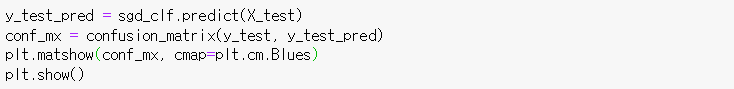 y_test_pred = sgd_clf.predict(X_test)
conf_mx = confusion_matrix(y_test, y_test_pred)
plt.matshow(conf_mx, cmap=plt.cm.Blues)
plt.show()